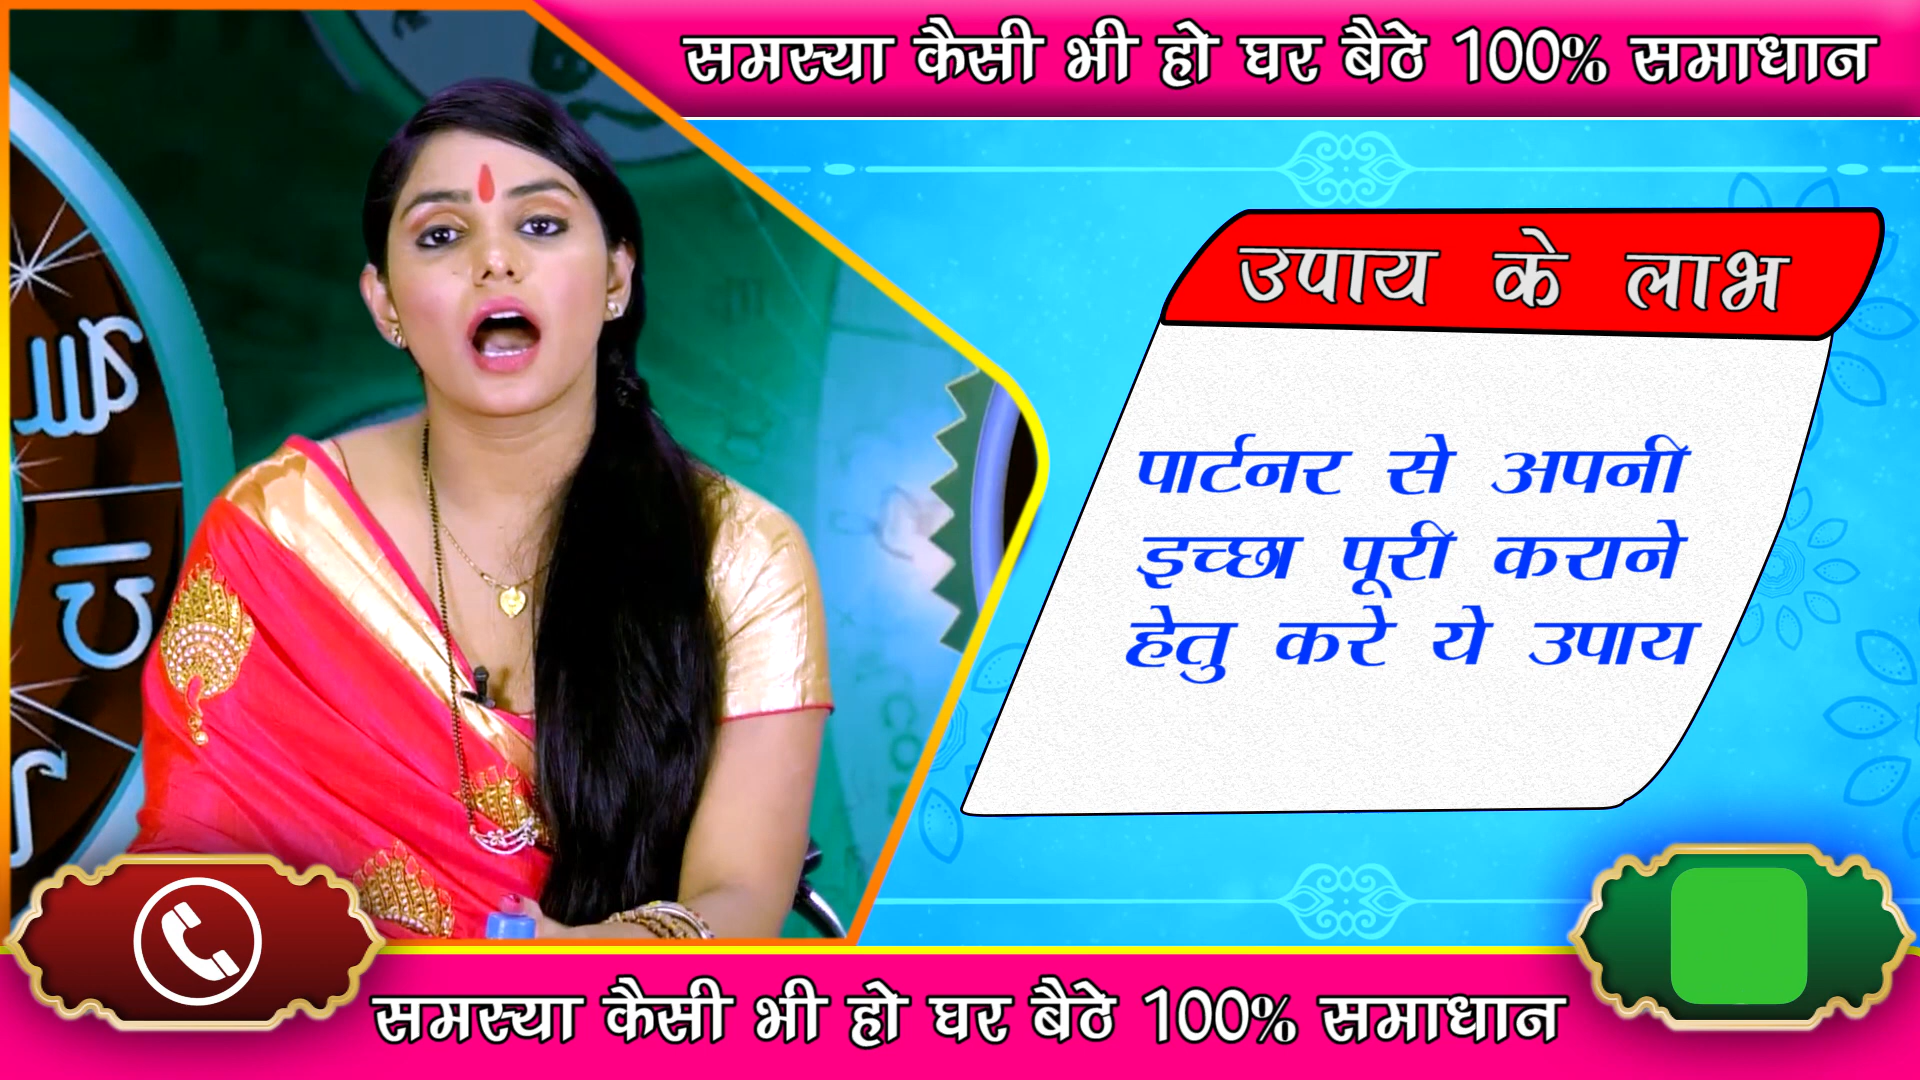 समस्या कैसी भी हो घर बैठे 100% समाधान
उपाय के लाभ
पार्टनर से अपनी
इच्छा पूरी कराने
हेतु करे ये उपाय
समस्या कैसी भी हो घर बैठे 100% समाधान